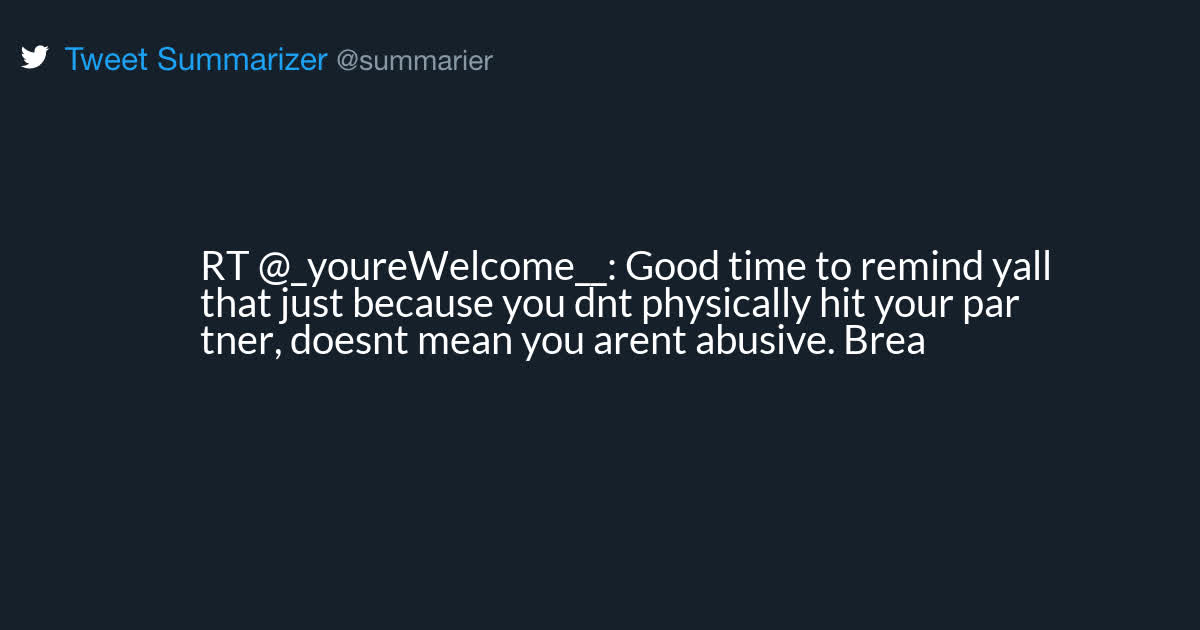 Tweet Summarizer @summarier
RT @_youreWelcome__: Good time to remind yall
that just because you dnt physically hit your par
tner, doesnt mean you arent abusive. Brea